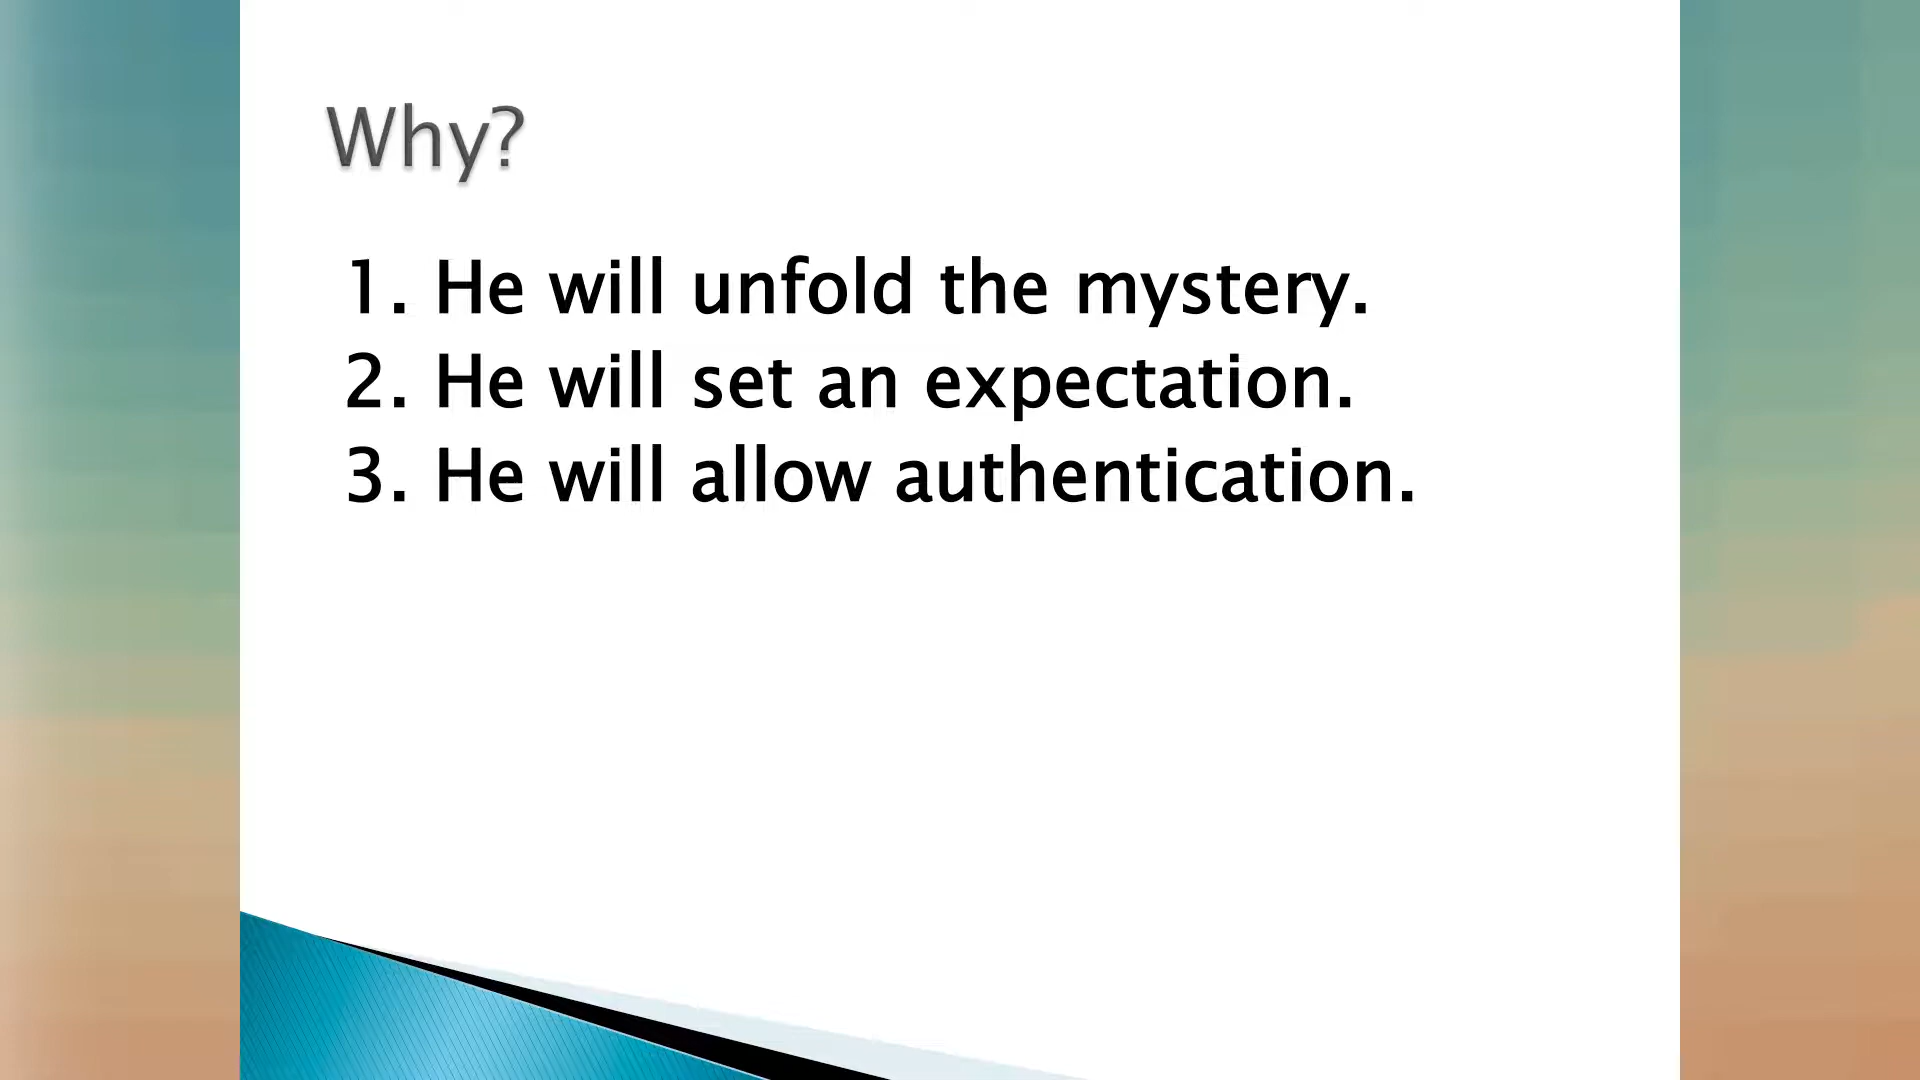 Why?
1. He will unfold the mystery.
2. He will set an expectation.
3. He will allow authentication.